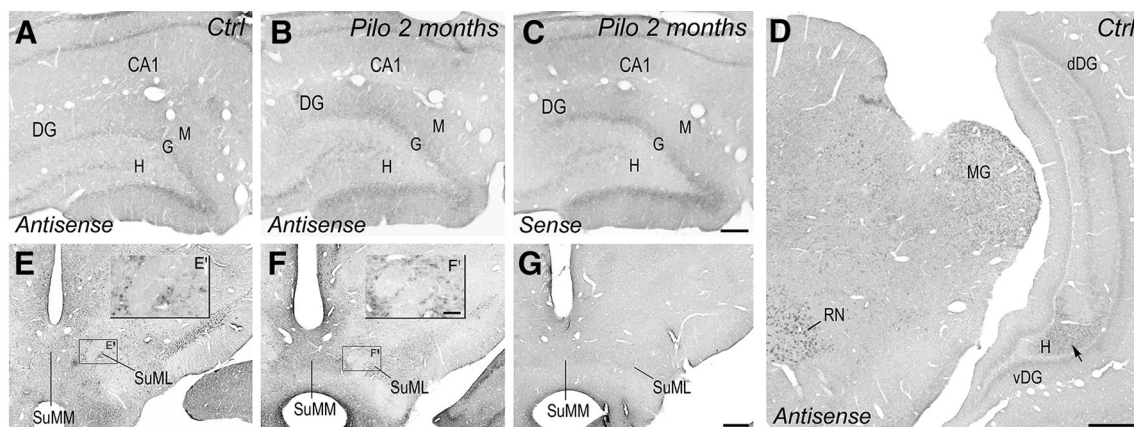 A
Ctrl
CA1
DG
M
G
H
Antisense
B
Pilo 2 months
CA1
DG
M
G
H
Antisense
C
Pilo 2 months
CA1
DG
M
G
H
Sense
D
Ctrl
dDG
MG
RN
H
vDG
Antisense
E
E'
E'
SuML
SuMM
F
F'
F'
SuML
SuMM
G
SuML
SuMM